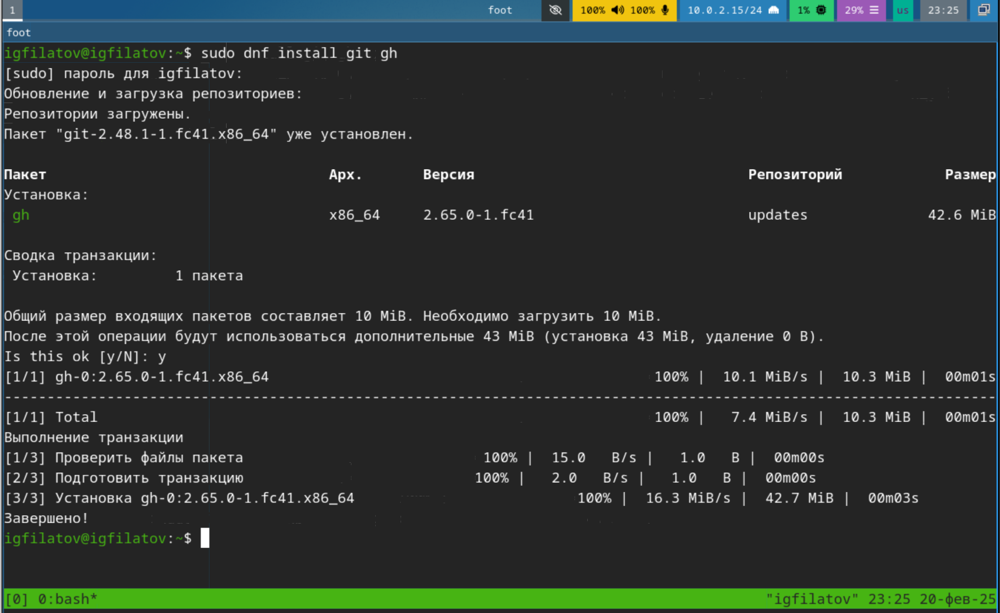 1 foot 100% 100% 10.0.2.15/24 1% 29% us 23:25
foot
igfilatov@igfilatov:~$ sudo dnf install git gh
[sudo] пароль для igfilatov:
Обновление и загрузка репозиториев:
Репозитории загружены.
Пакет "git-2.48.1-1.fc41.x86_64" уже установлен.
Пакет Арх. Версия Репозиторий Размер
Установка:
gh x86_64 2.65.0-1.fc41 updates 42.6 MiB
Сводка транзакции:
Установка: 1 пакета
Общий размер входящих пакетов составляет 10 MiB. Необходимо загрузить 10 MiB.
После этой операции будут использоваться дополнительные 43 MiB (установка 43 MiB, удаление 0 B).
Is this ok [y/N]: y
[1/1] gh-0:2.65.0-1.fc41.x86_64 100% | 10.1 MiB/s | 10.3 MiB | 00m01s
--------------------------------------------------------------------------------------------------------------------
[1/1] Total 100% | 7.4 MiB/s | 10.3 MiB | 00m01s
Выполнение транзакции
[1/3] Проверить файлы пакета 100% | 15.0 B/s | 1.0 B | 00m00s
[2/3] Подготовить транзакцию 100% | 2.0 B/s | 1.0 B | 00m00s
[3/3] Установка gh-0:2.65.0-1.fc41.x86_64 100% | 16.3 MiB/s | 42.7 MiB | 00m03s
Завершено!
igfilatov@igfilatov:~$
[0] 0:bash* "igfilatov" 23:25 20-фев-25